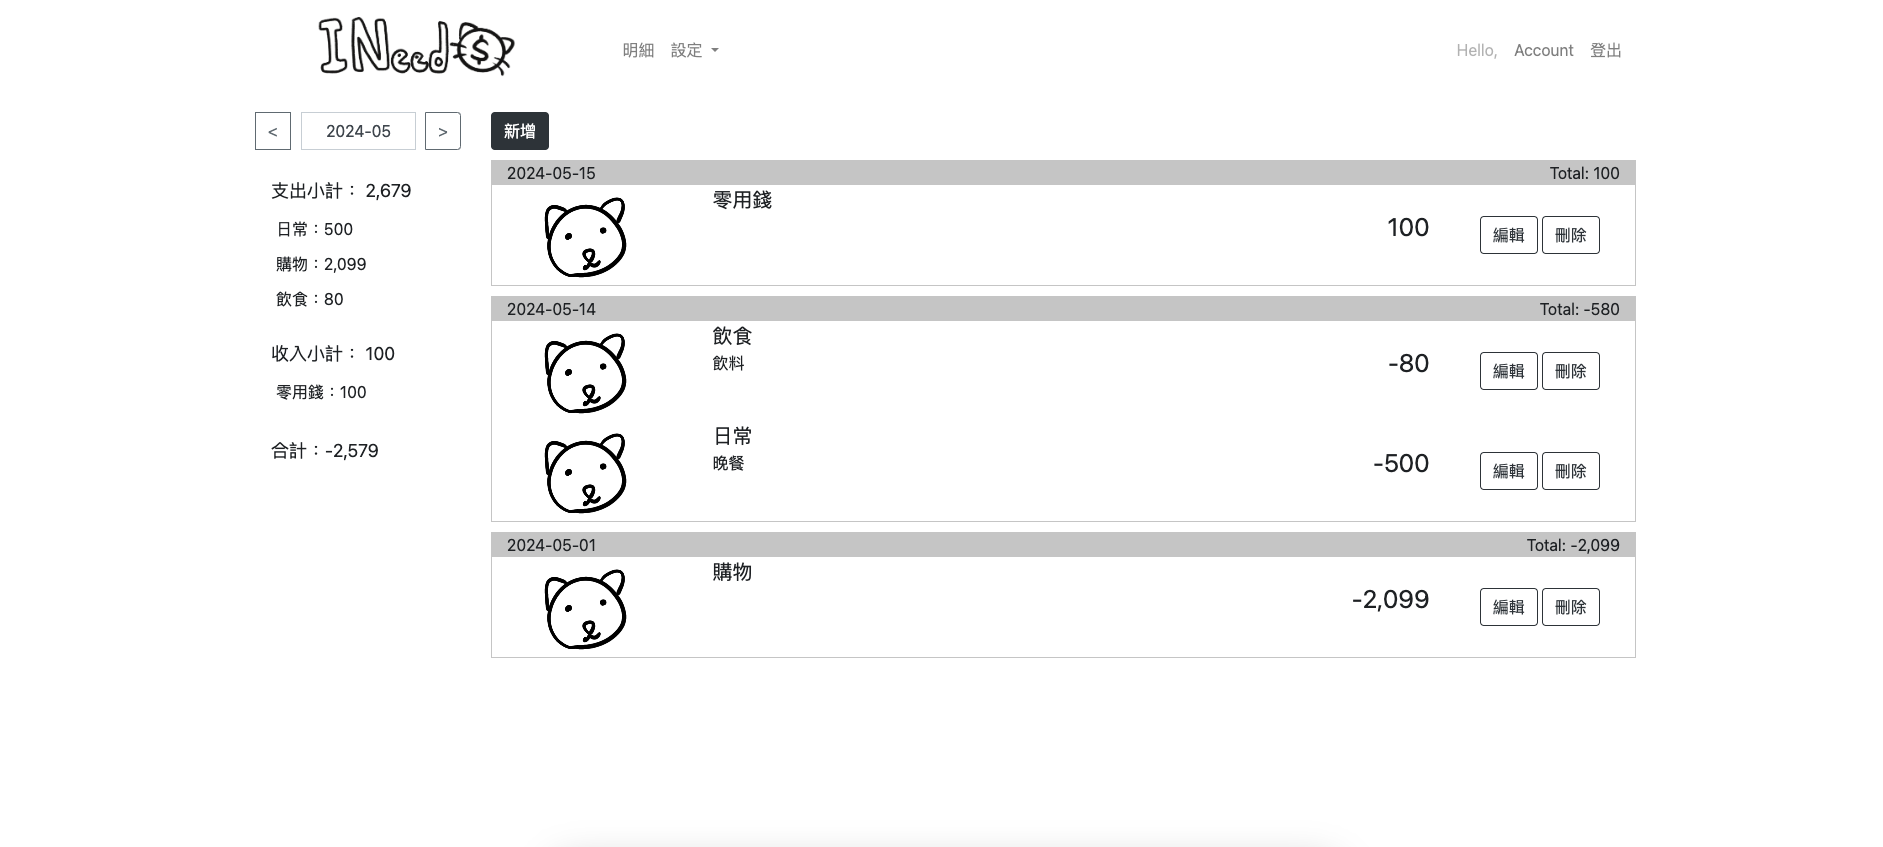 INeed$
明細 設定
Hello, Account 登出
< 2024-05 >
新增
支出小計: 2,679
日常:500
購物:2,099
飲食:80
收入小計: 100
零用錢:100
合計:-2,579
2024-05-15 Total: 100
零用錢
100 編輯 刪除
2024-05-14 Total: -580
飲食
飲料
-80 編輯 刪除
日常
晚餐
-500 編輯 刪除
2024-05-01 Total: -2,099
購物
-2,099 編輯 刪除